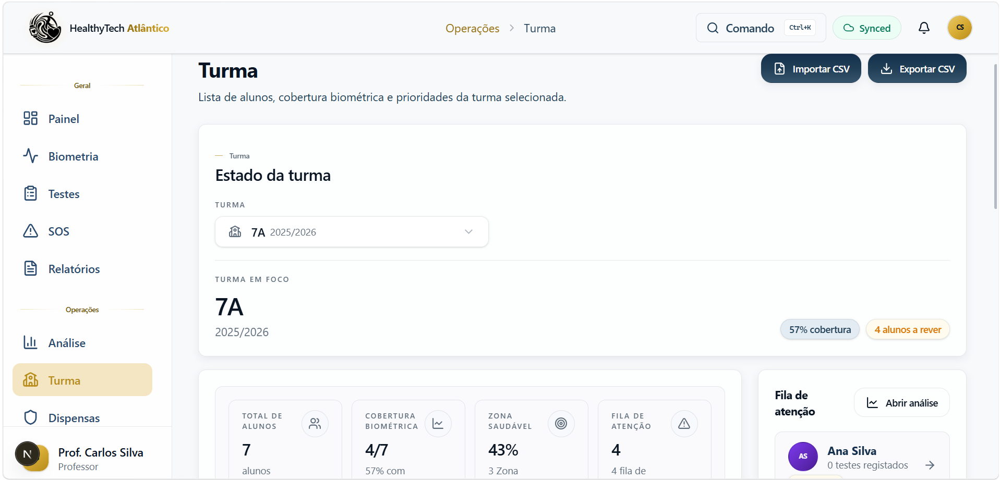 HealthyTech Atlântico
Operações > Turma
Comando Ctrl+K
Synced
CS
Geral
Painel
Biometria
Testes
SOS
Relatórios
Operações
Análise
Turma
Dispensas
N
Prof. Carlos Silva
Professor
Turma
Importar CSV
Exportar CSV
Lista de alunos, cobertura biométrica e prioridades da turma selecionada.
Turma
Estado da turma
TURMA
7A 2025/2026
TURMA EM FOCO
7A
2025/2026
57% cobertura
4 alunos a rever
TOTAL DE
ALUNOS
7
alunos
COBERTURA
BIOMÉTRICA
4/7
57% com
ZONA
SAUDÁVEL
43%
3 Zona
FILA DE
ATENÇÃO
4
4 fila de
Fila de
atenção
Abrir análise
AS
Ana Silva
0 testes registados